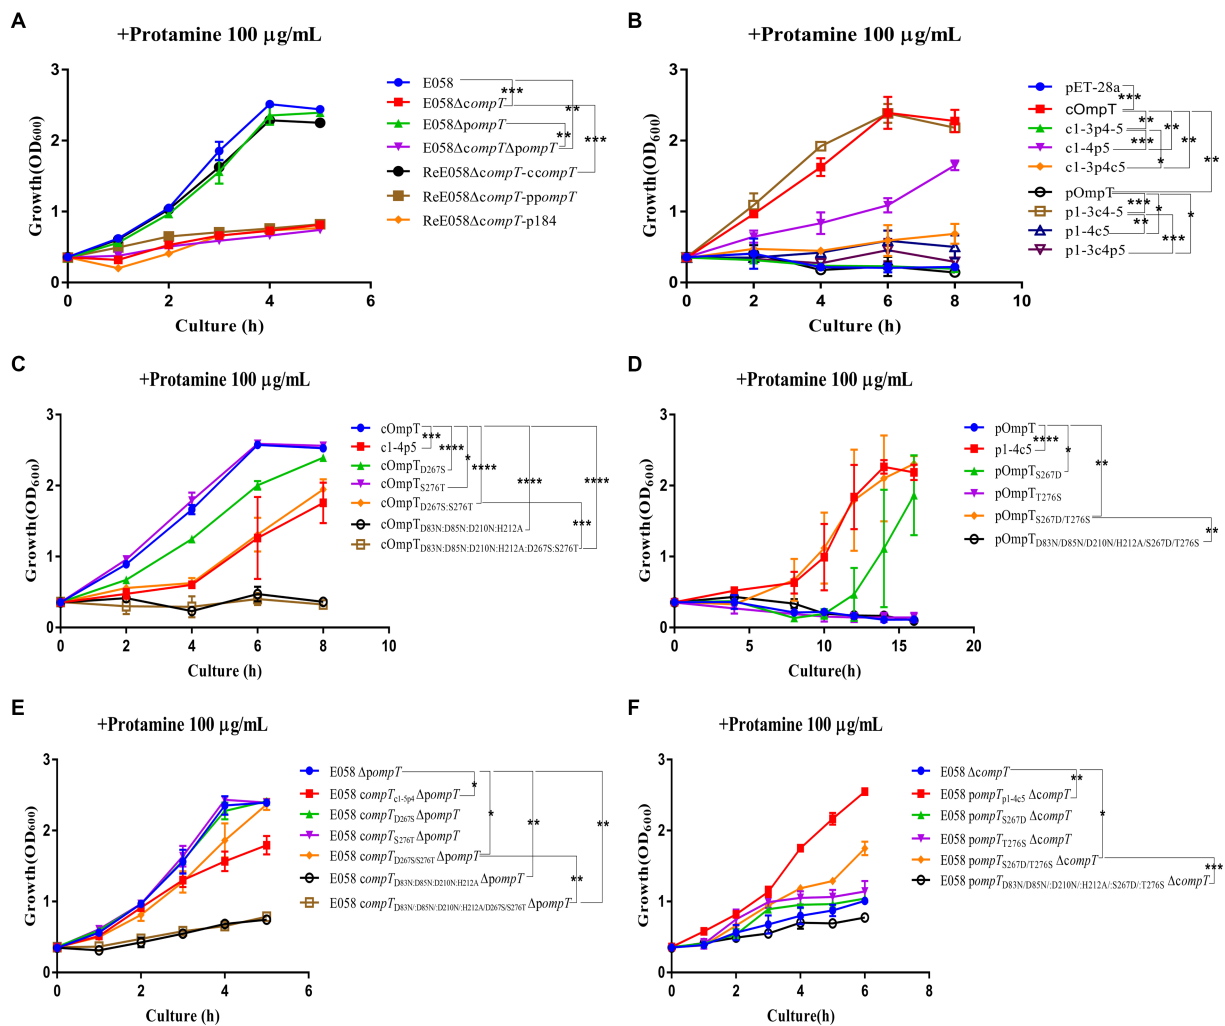 A
+Protamine 100 μg/mL
Growth(OD600)
3
2
1
0
0
2
4
6
Culture (h)
E058
E058ΔcompT
E058ΔpompT
E058ΔcompTΔpompT
ReE058ΔcompT-ccompT
ReE058ΔcompT-ppompT
ReE058ΔcompT-p184
***
**
**
***
B
+Protamine 100 μg/mL
Growth(OD600)
3
2
1
0
0
2
4
6
8
10
Culture (h)
pET-28a
cOmpT
c1-3p4-5
c1-4p5
c1-3p4c5
pOmpT
p1-3c4-5
p1-4c5
p1-3c4p5
***
**
**
***
**
*
**
***
*
*
**
***
C
+Protamine 100 μg/mL
Growth(OD600)
3
2
1
0
0
2
4
6
8
10
Culture (h)
cOmpT
c1-4p5
cOmpTD267S
cOmpTS276T
cOmpTD267S:S276T
cOmpTD83N:D85N:D210N:H212A
cOmpTD83N:D85N:D210N:H212A:D267S:S276T
***
****
*
****
****
****
***
D
+Protamine 100 μg/mL
Growth(OD600)
3
2
1
0
0
5
10
15
20
Culture(h)
pOmpT
p1-4c5
pOmpTS267D
pOmpTT276S
pOmpTS267D/T276S
pOmpTD83N/D85N/D210N/H212A/S267D/T276S
****
*
**
**
E
+Protamine 100 μg/mL
Growth(OD600)
3
2
1
0
0
2
4
6
Culture (h)
E058 ΔpompT
E058 compTc1-5p4 ΔpompT
E058 compTD267S ΔpompT
E058 compTS276T ΔpompT
E058 compTD267S/S276T ΔpompT
E058 compTD83N:D85N:D210N:H212A ΔpompT
E058 compTD83N/:D85N/:D210N/:H212A/D267S/S276T ΔpompT
*
*
**
**
**
F
+Protamine 100 μg/mL
Growth(OD600)
3
2
1
0
0
2
4
6
8
Culture(h)
E058 ΔcompT
E058 pompTp1-4c5 ΔcompT
E058 pompTS267D ΔcompT
E058 pompTT276S ΔcompT
E058 pompTS267D/T276S ΔcompT
E058 pompTD83N/D85N/:D210N/:H212A/:S267D/:T276S ΔcompT
**
*
***